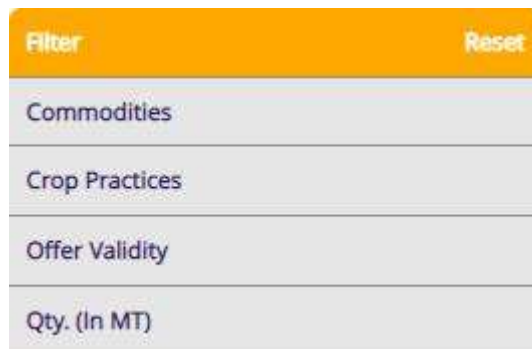 Filter Reset
Commodities
Crop Practices
Offer Validity
Qty. (In MT)